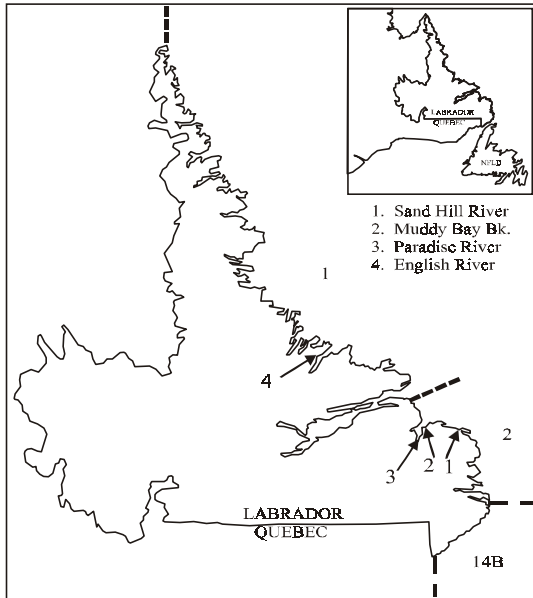 LABRADOR
QUEBEC
NFLD
1. Sand Hill River
2. Muddy Bay Bk.
3. Paradise River
4. English River
1
4
2
3 2 1
LABRADOR
QUEBEC
14B